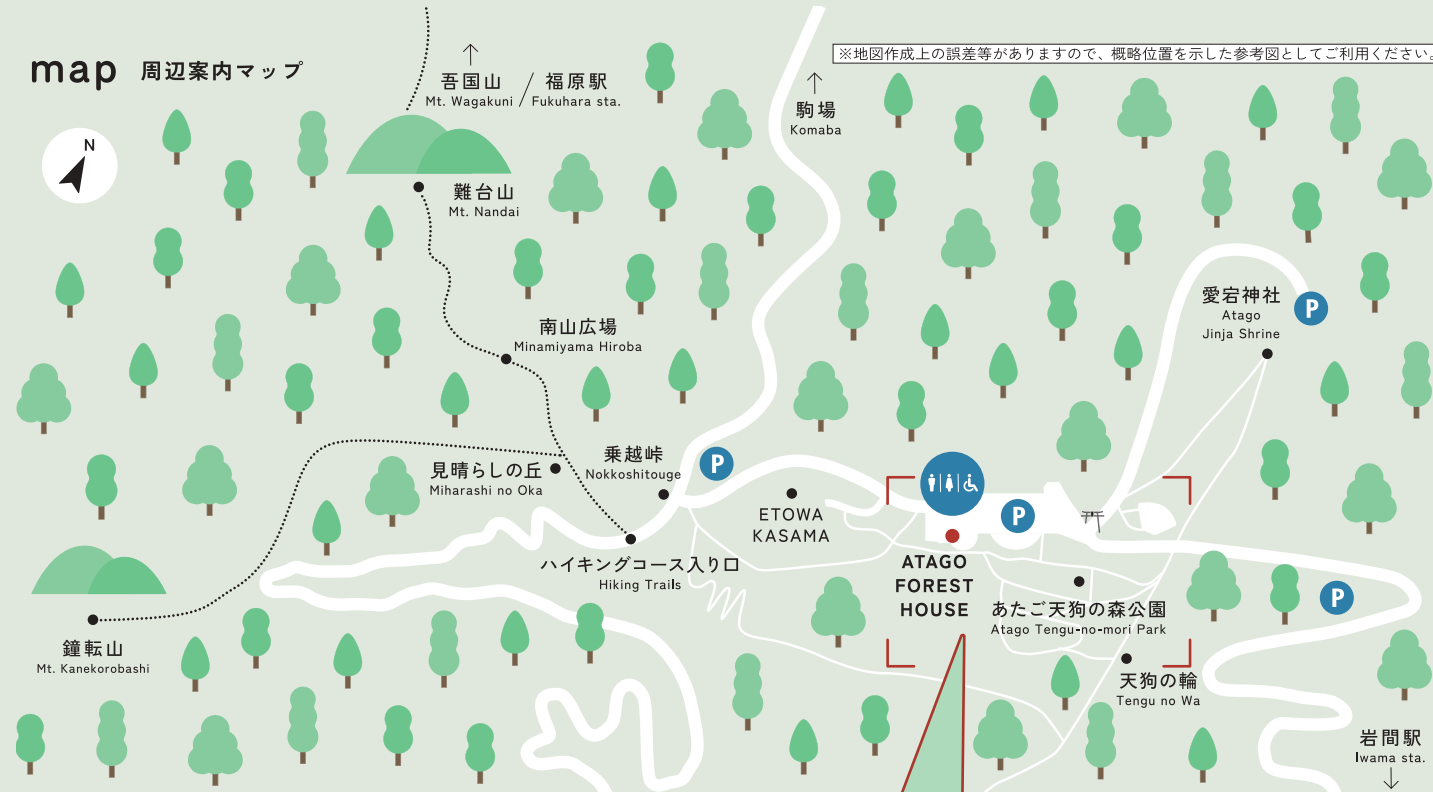 map 周辺案内マップ
※地図作成上の誤差等がありますので、概略位置を示した参考図としてご利用ください。
N
吾国山 / 福原駅
Mt. Wagakuni / Fukuhara sta.
駒場
Komaba
難台山
Mt. Nandai
愛宕神社
Atago
Jinja Shrine
P
南山広場
Minamiyama Hiroba
見晴らしの丘
Miharashi no Oka
乗越峠
Nokkoshitouge
P
ETOWA
KASAMA
P
ハイキングコース入り口
Hiking Trails
ATAGO
FOREST
HOUSE
あたご天狗の森公園
Atago Tengu-no-mori Park
P
鐘転山
Mt. Kanekorobashi
天狗の輪
Tengu no Wa
岩間駅
Iwama sta.